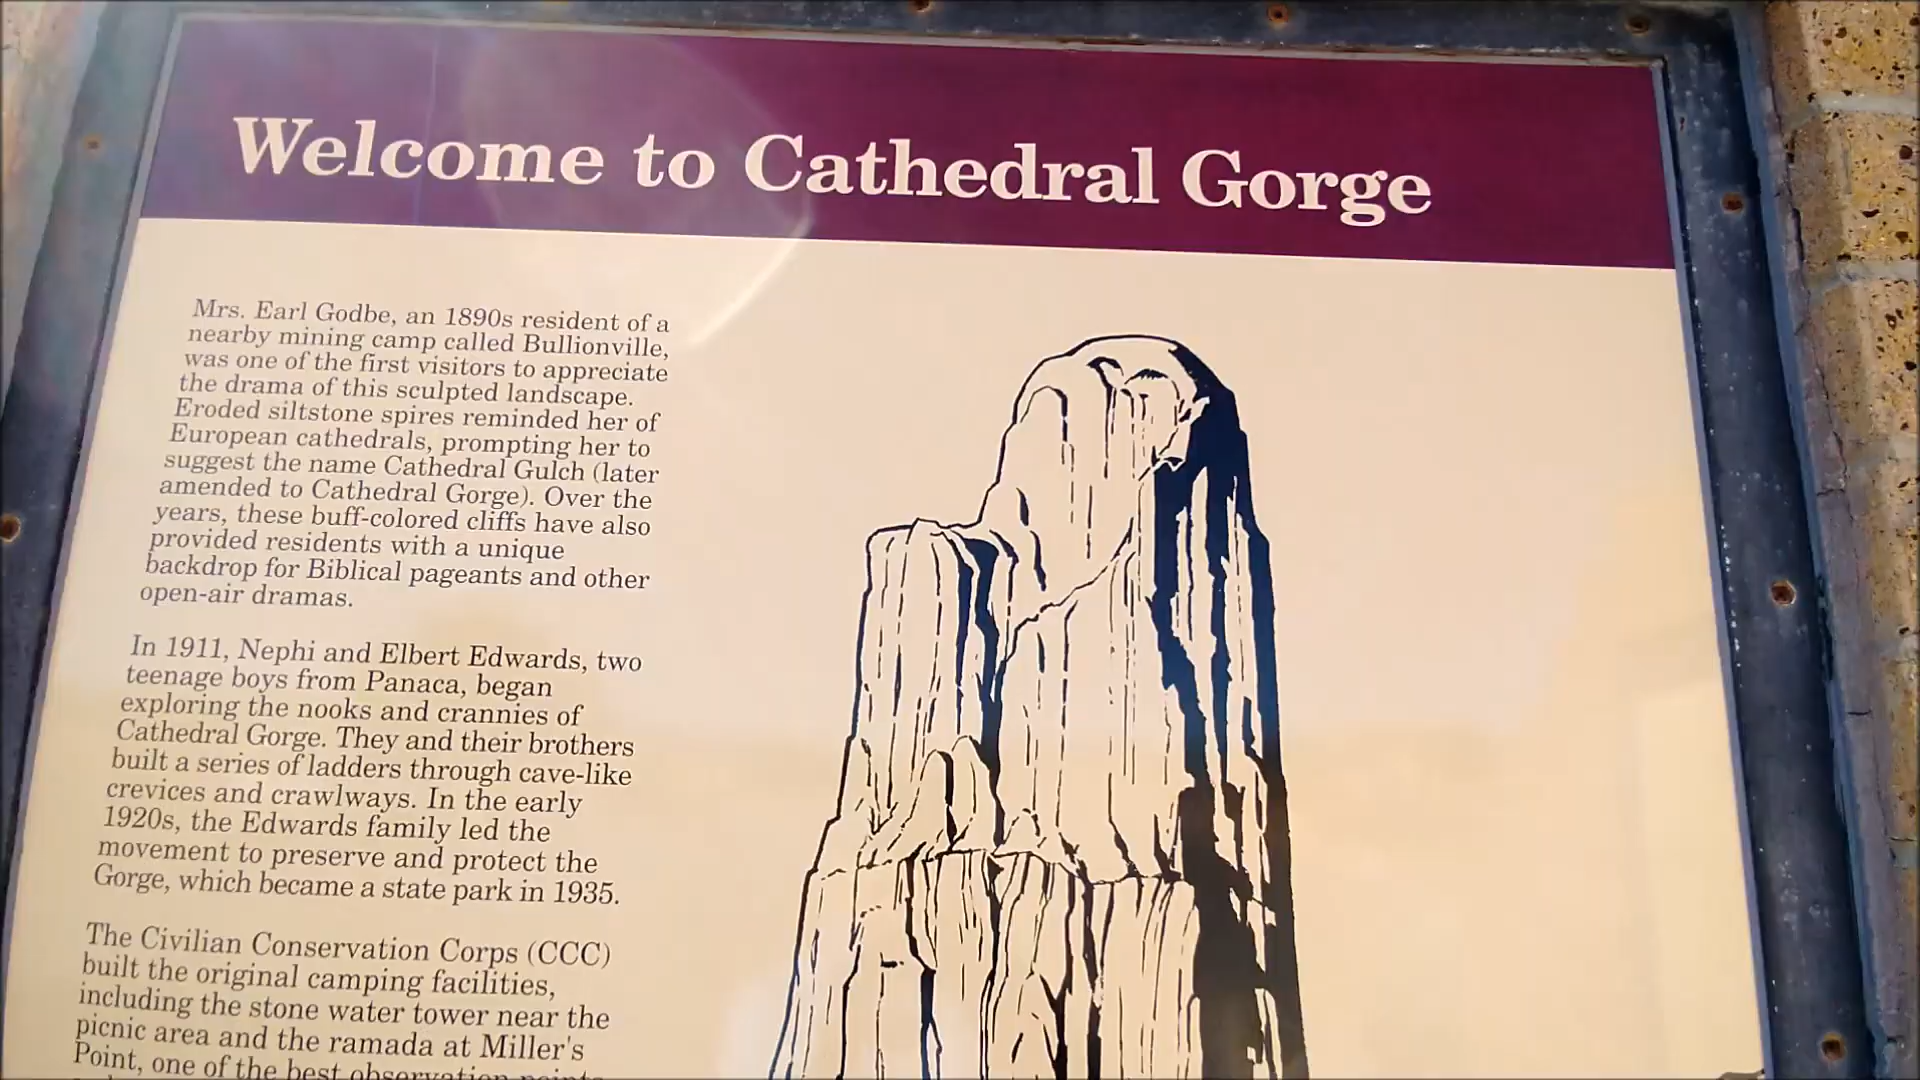 Welcome to Cathedral Gorge
Mrs. Earl Godbe, an 1890s resident of a
nearby mining camp called Bullionville,
was one of the first visitors to appreciate
the drama of this sculpted landscape.
Eroded siltstone spires reminded her of
European cathedrals, prompting her to
suggest the name Cathedral Gulch (later
amended to Cathedral Gorge). Over the
years, these buff-colored cliffs have also
provided residents with a unique
backdrop for Biblical pageants and other
open-air dramas.
In 1911, Nephi and Elbert Edwards, two
teenage boys from Panaca, began
exploring the nooks and crannies of
Cathedral Gorge. They and their brothers
built a series of ladders through cave-like
crevices and crawlways. In the early
1920s, the Edwards family led the
movement to preserve and protect the
Gorge, which became a state park in 1935.
The Civilian Conservation Corps (CCC)
built the original camping facilities,
including the stone water tower near the
picnic area and the ramada at Miller's
Point, one of the best observation points